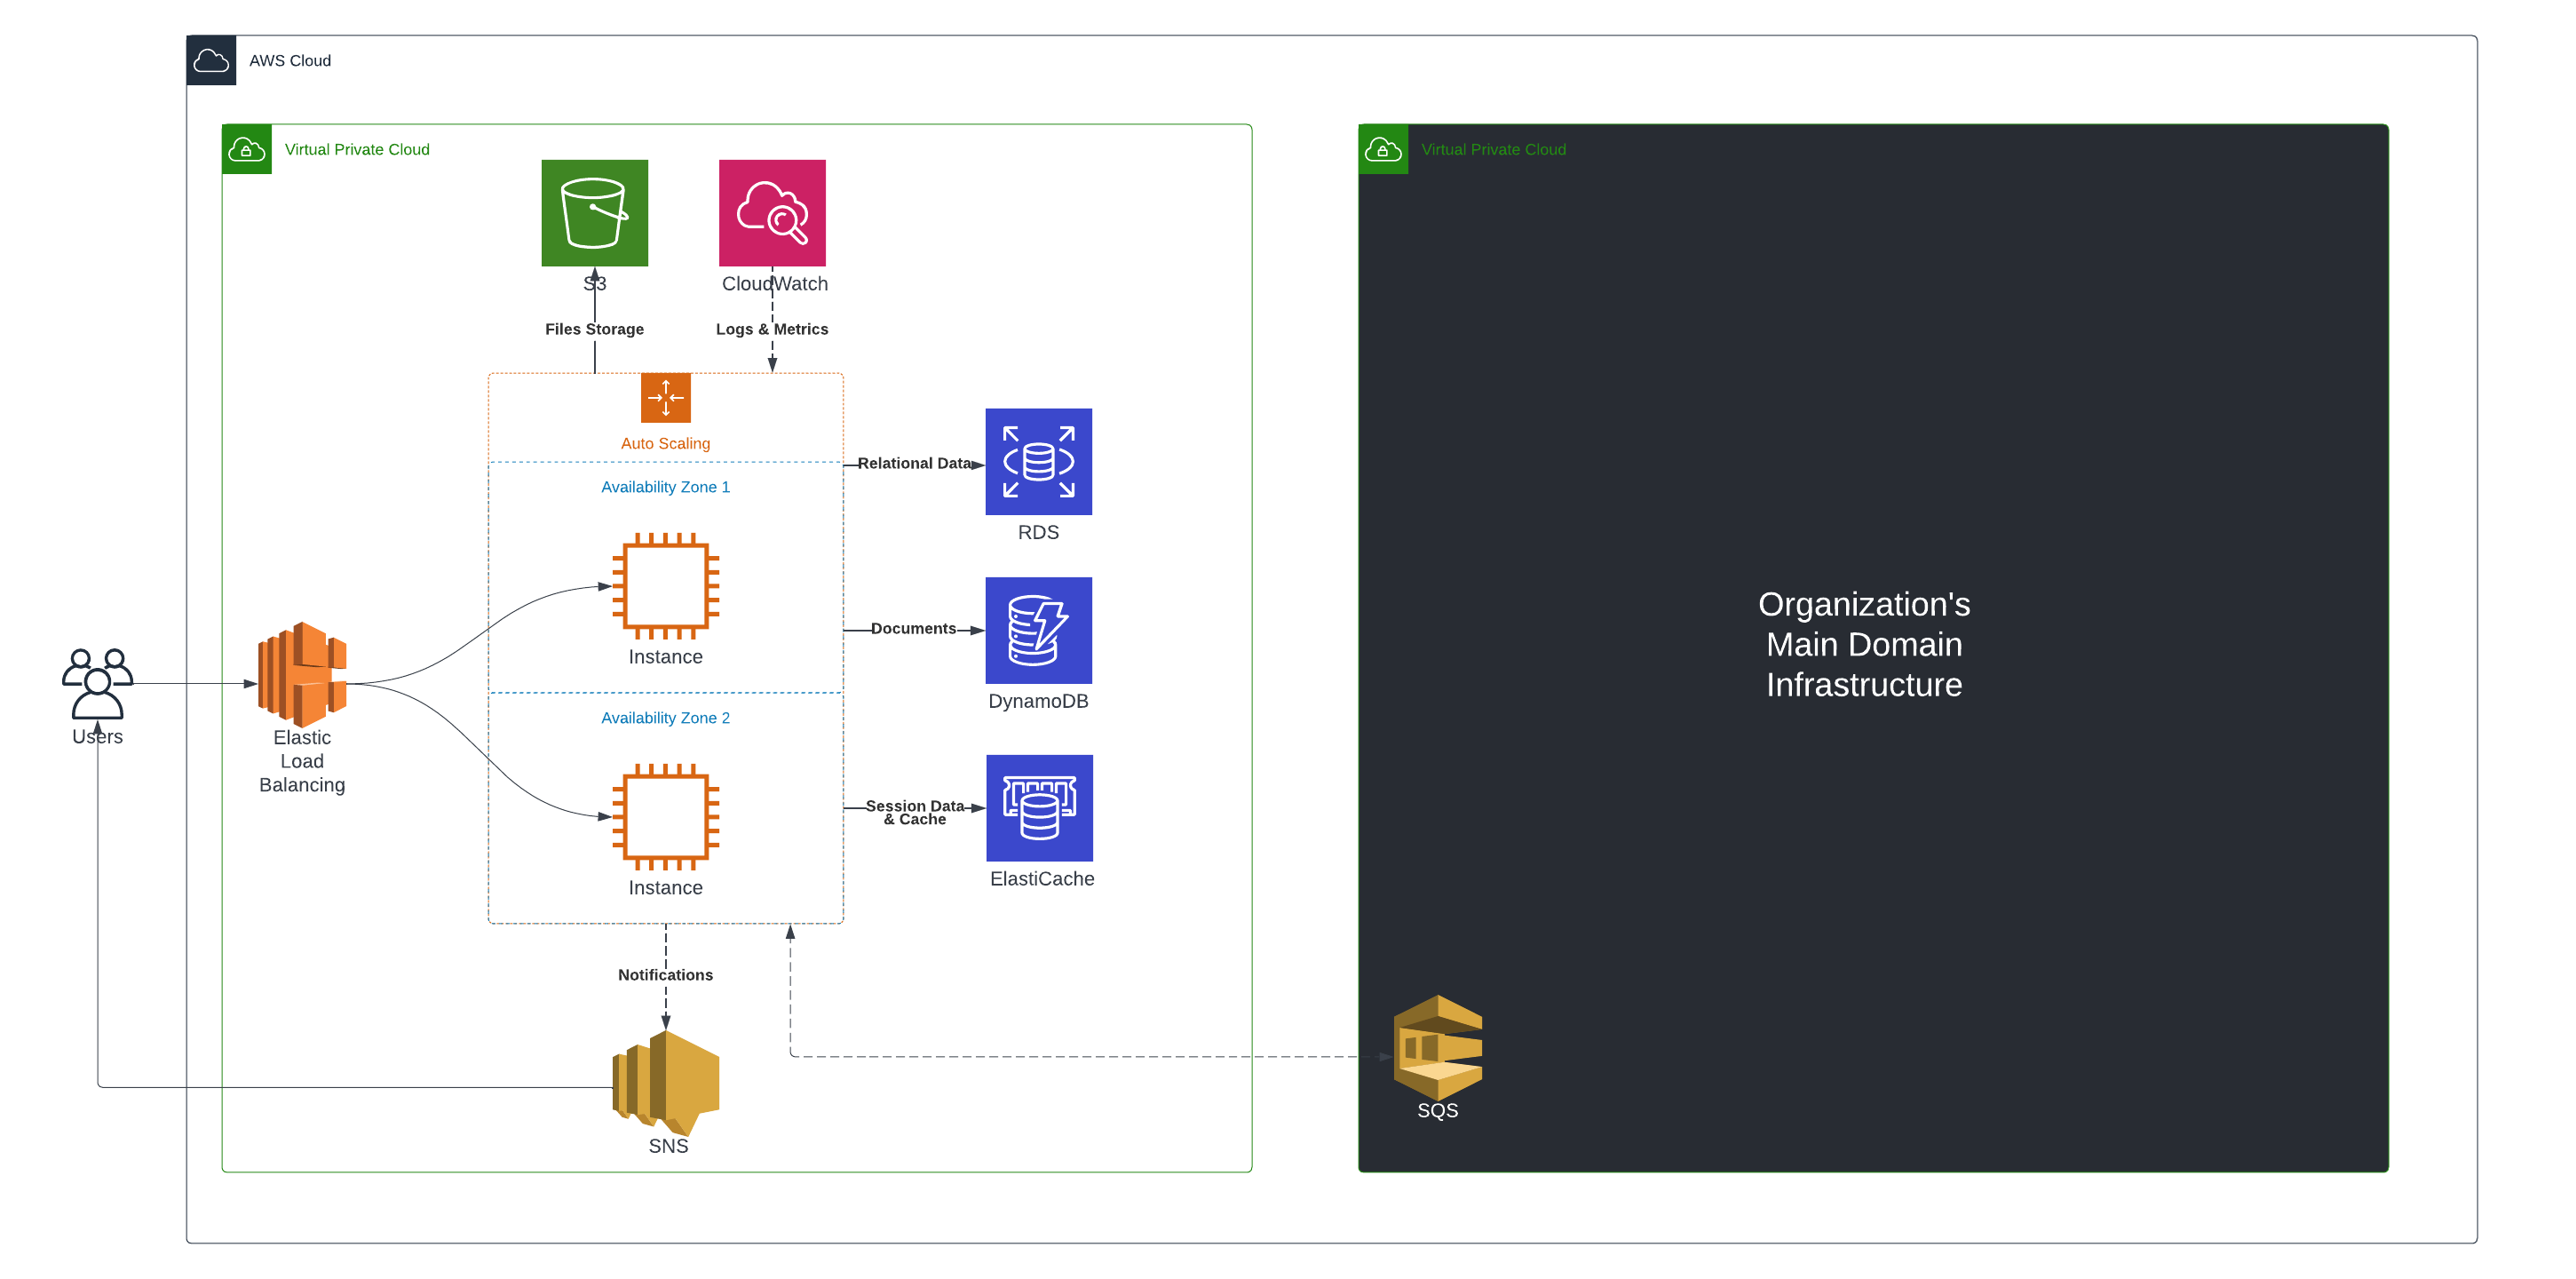 AWS Cloud
Virtual Private Cloud
Virtual Private Cloud
S3
CloudWatch
Files Storage
Logs & Metrics
Auto Scaling
Relational Data
Availability Zone 1
RDS
Instance
Documents
DynamoDB
Organization's
Main Domain
Infrastructure
Availability Zone 2
Users
Elastic
Load
Balancing
Session Data
& Cache
ElastiCache
Instance
Notifications
SNS
SQS